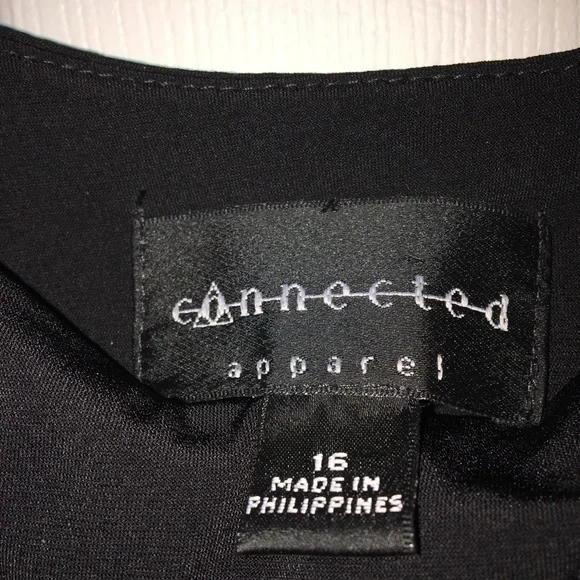 connected
apparel
16
MADE IN
PHILIPPINES